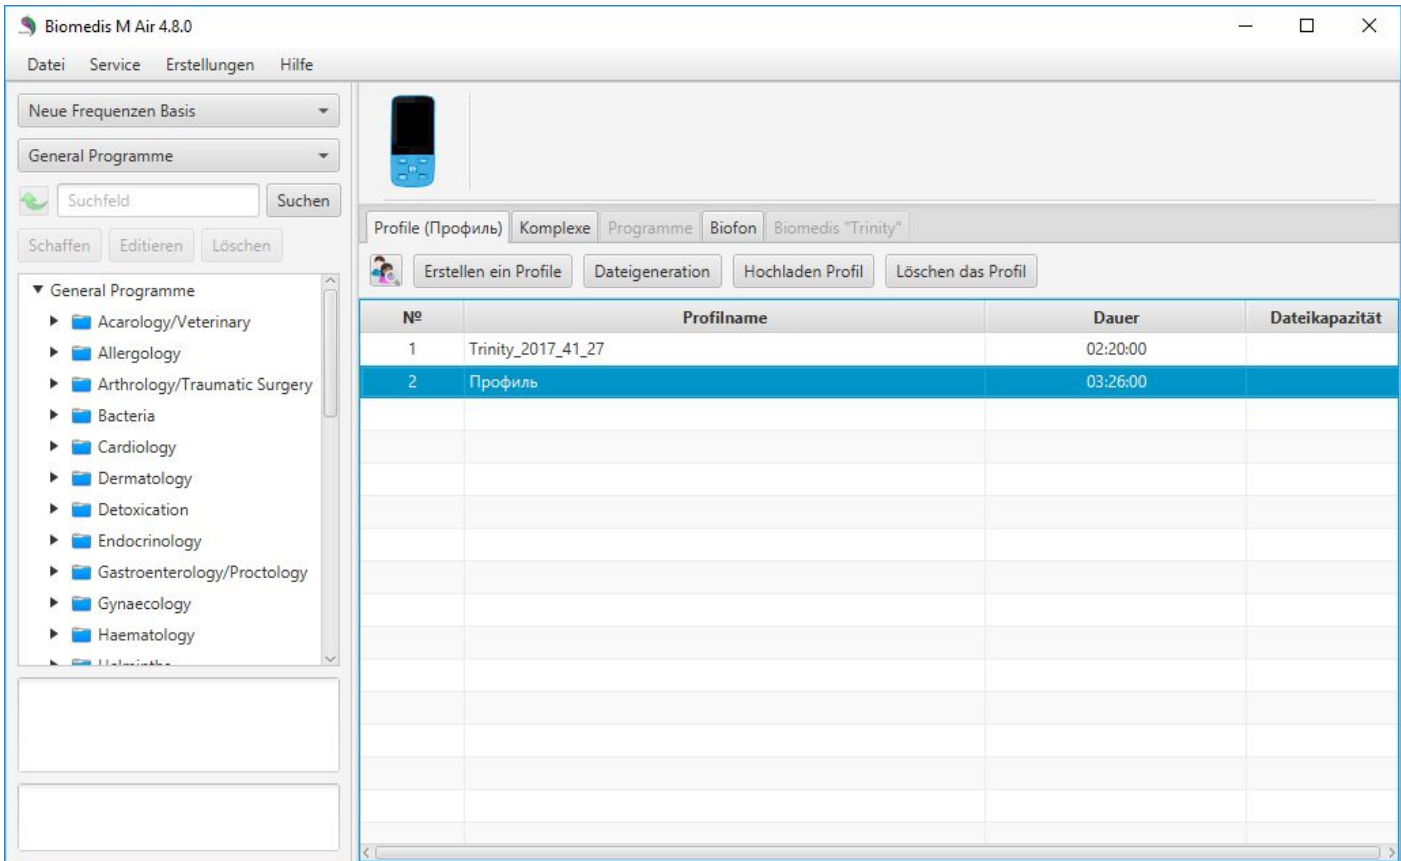 Biomedis M Air 4.8.0
Datei Service Erstellungen Hilfe
Neue Frequenzen Basis
General Programme
Suchfeld Suchen
Schaffen Editieren Löschen
General Programme
Acarology/Veterinary
Allergology
Arthrology/Traumatic Surgery
Bacteria
Cardiology
Dermatology
Detoxication
Endocrinology
Gastroenterology/Proctology
Gynaecology
Haematology
Profile (Профиль) Komplexe Programme Biofon Biomedis "Trinity"
Erstellen ein Profile Dateigeneration Hochladen Profil Löschen das Profil
№ Profilname Dauer Dateikapazität
1 Trinity_2017_41_27 02:20:00
2 Профиль 03:26:00